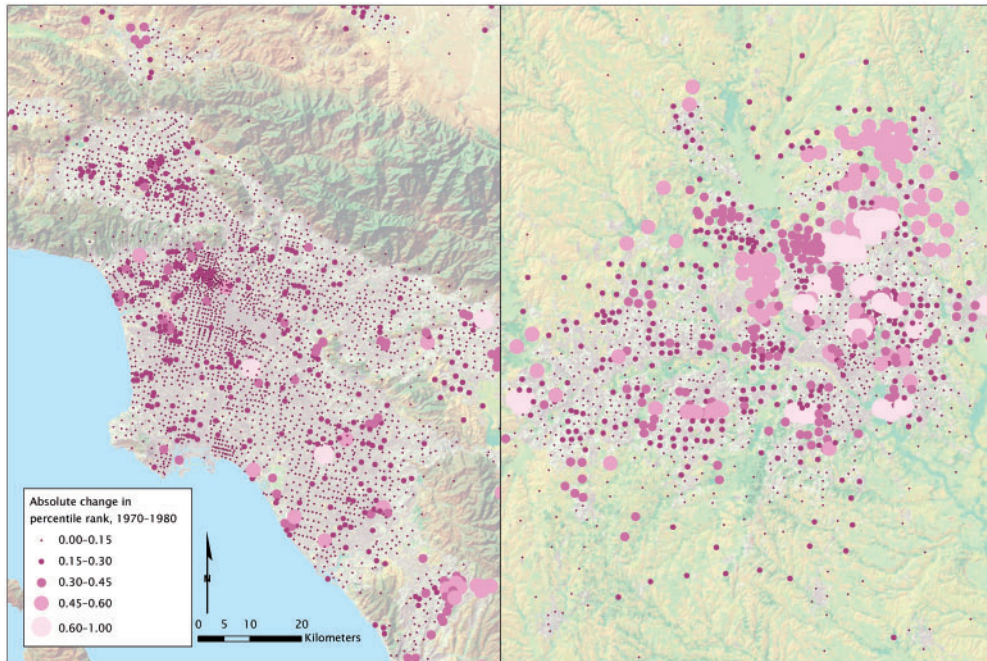 Absolute change in
percentile rank, 1970–1980
0.00–0.15
0.15–0.30
0.30–0.45
0.45–0.60
0.60–1.00
N
0 5 10 20
Kilometers